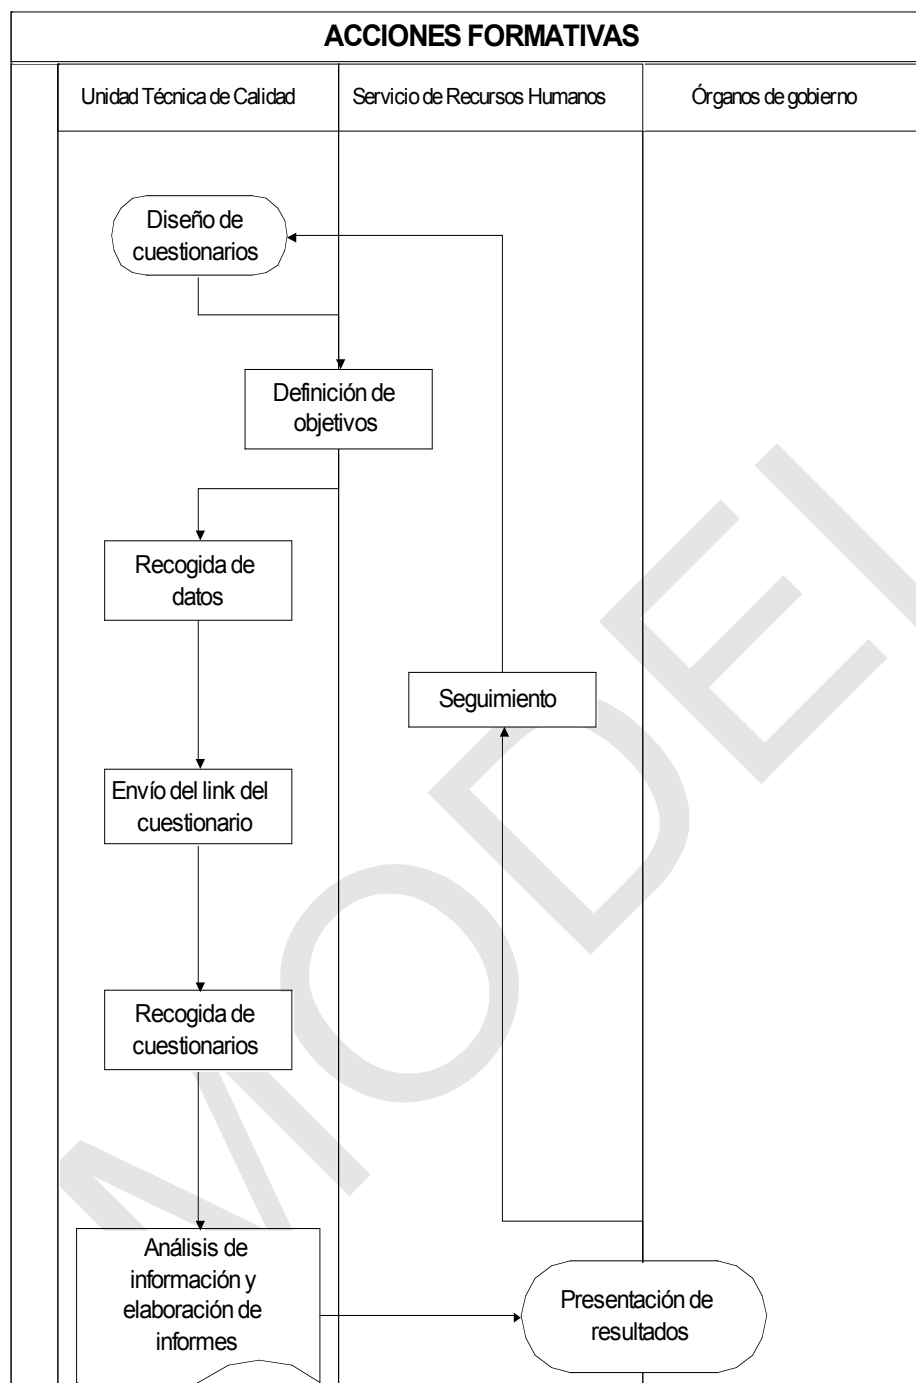 ACCIONES FORMATIVAS
Unidad Técnica de Calidad
Servicio de Recursos Humanos
Órganos de gobierno
Diseño de
cuestionarios
Definición de
objetivos
Recogida de
datos
Seguimiento
Envío del link del
cuestionario
Recogida de
cuestionarios
Análisis de
información y
elaboración de
informes
Presentación de
resultados
MODEL